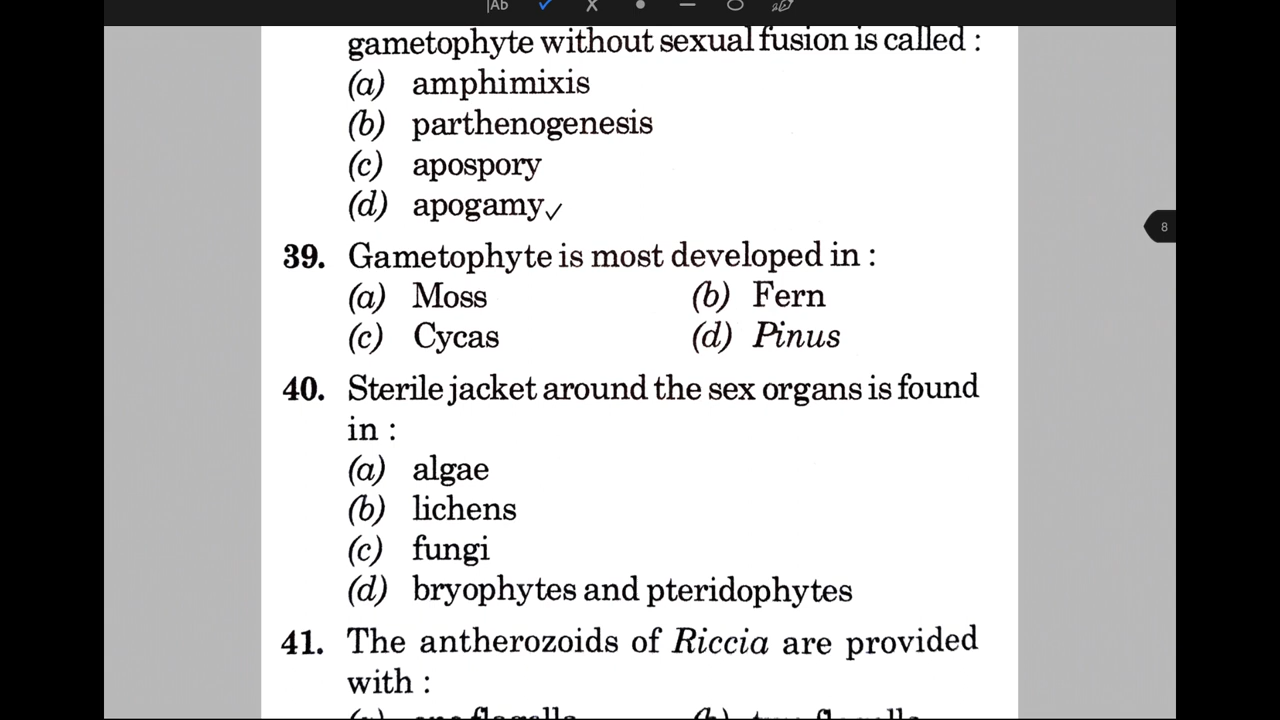 |Ab
gametophyte without sexual fusion is called :
(a) amphimixis
(b) parthenogenesis
(c) apospory
(d) apogamy ✓
39. Gametophyte is most developed in :
(a) Moss (b) Fern
(c) Cycas (d) Pinus
40. Sterile jacket around the sex organs is found
in :
(a) algae
(b) lichens
(c) fungi
(d) bryophytes and pteridophytes
41. The antherozoids of Riccia are provided
with :
8